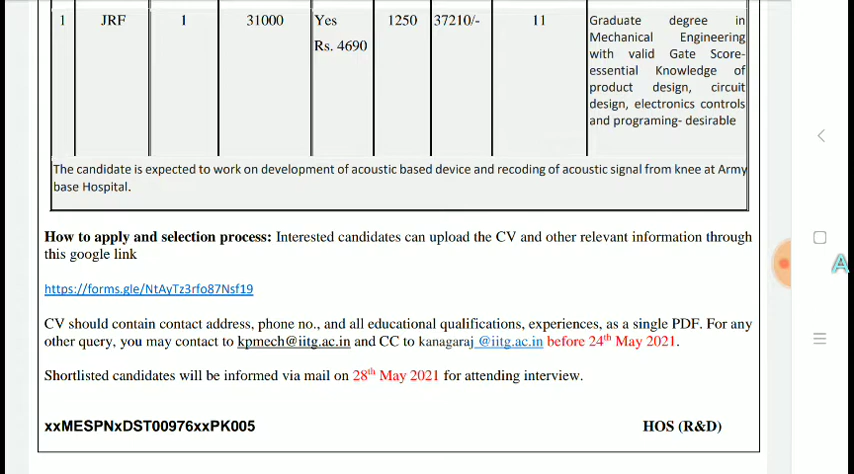 1 JRF 1 31000 Yes 1250 37210/- 11 Graduate degree in
Mechanical Engineering
Rs. 4690 with valid Gate Score-
essential Knowledge of
product design, circuit
design, electronics controls
and programing- desirable
The candidate is expected to work on development of acoustic based device and recoding of acoustic signal from knee at Army
base Hospital.
How to apply and selection process: Interested candidates can upload the CV and other relevant information through
this google link
https://forms.gle/NtAyTz3rfo87Nsf19
CV should contain contact address, phone no., and all educational qualifications, experiences, as a single PDF. For any
other query, you may contact to kpmech@iitg.ac.in and CC to kanagaraj @iitg.ac.in before 24th May 2021.
Shortlisted candidates will be informed via mail on 28th May 2021 for attending interview.
xxMESPNxDST00976xxPK005 HOS (R&D)
A